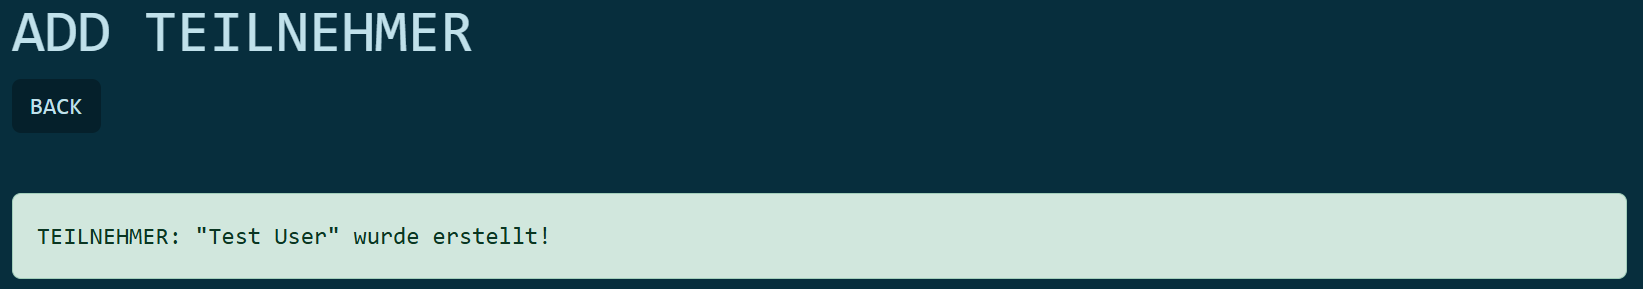 ADD TEILNEHMER
BACK
TEILNEHMER: "Test User" wurde erstellt!